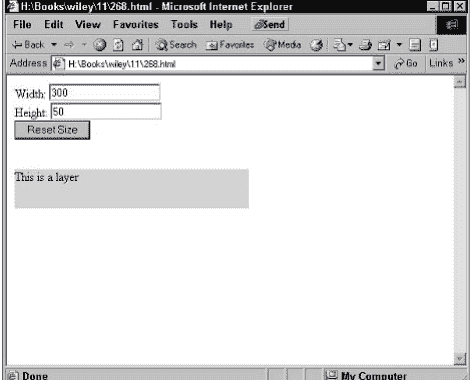 H:\Books\wiley\11\268.html - Microsoft Internet Explorer
File Edit View Favorites Tools Help Send
Back Search Favorites Media
Address H:\Books\wiley\11\268.html Go Links »
Width: 300
Height: 50
Reset Size
This is a layer
Done My Computer